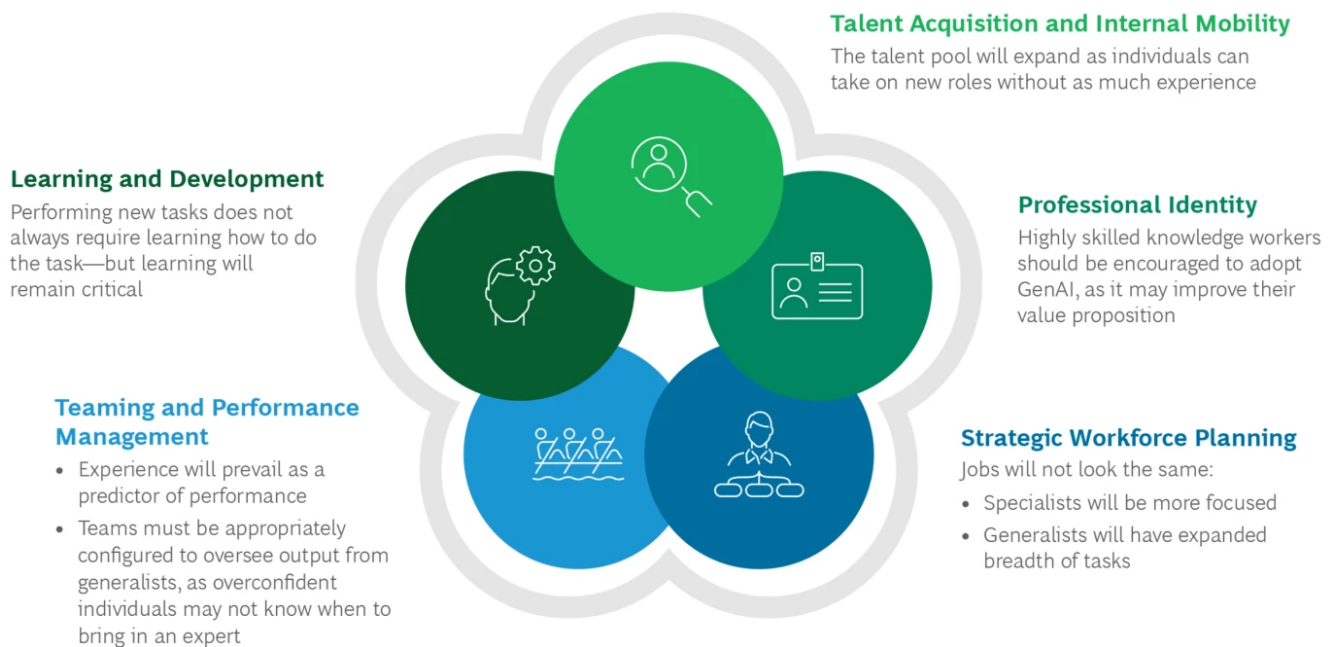 Talent Acquisition and Internal Mobility
The talent pool will expand as individuals can
take on new roles without as much experience
Professional Identity
Highly skilled knowledge workers
should be encouraged to adopt
GenAI, as it may improve their
value proposition
Strategic Workforce Planning
Jobs will not look the same:
• Specialists will be more focused
• Generalists will have expanded
breadth of tasks
Teaming and Performance
Management
• Experience will prevail as a
predictor of performance
• Teams must be appropriately
configured to oversee output from
generalists, as overconfident
individuals may not know when to
bring in an expert
Learning and Development
Performing new tasks does not
always require learning how to do
the task—but learning will
remain critical